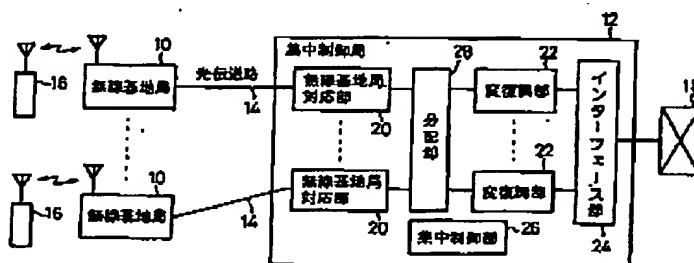 12
集中制御局
10
無線基地局
16
光伝送路
14
無線基地局
対応部
20
28
分配部
22
変復調部
インターフェース部
24
18
10
無線基地局
16
14
無線基地局
対応部
20
22
変復調部
集中制御部
26